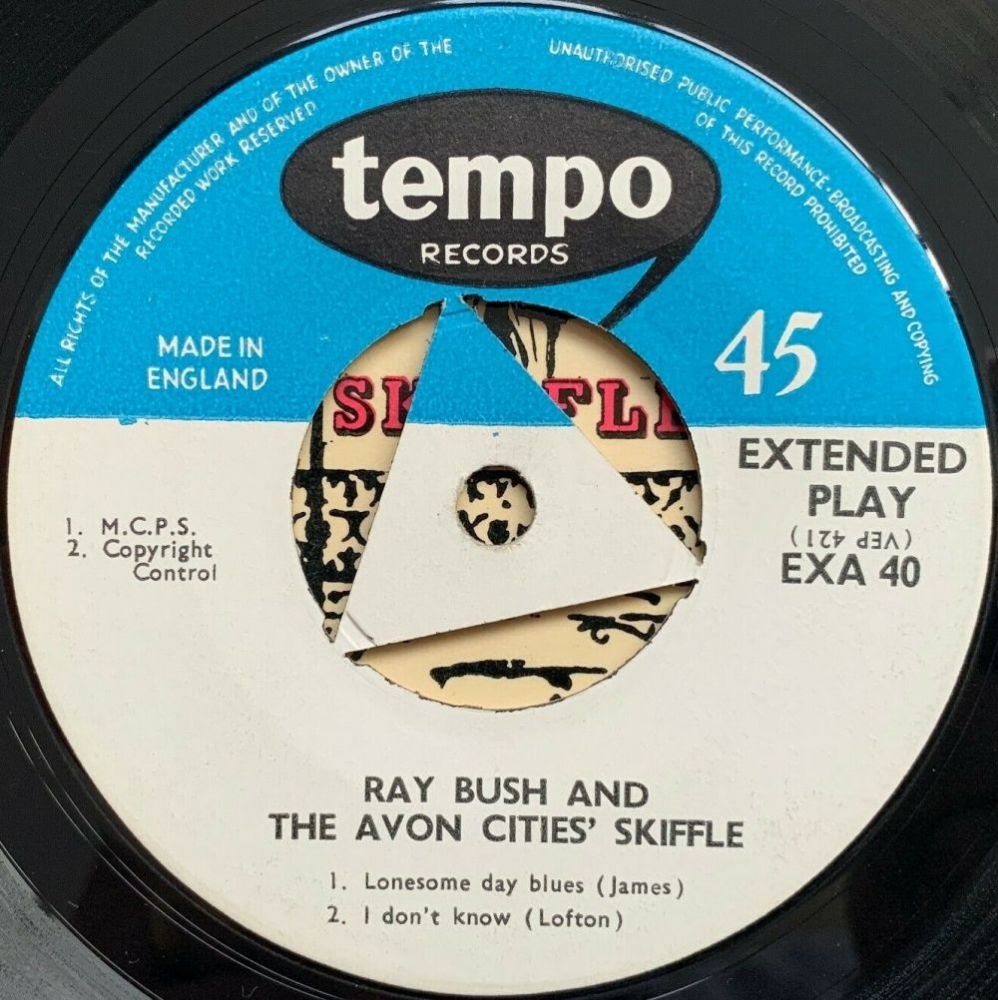 ALL RIGHTS OF THE MANUFACTURER AND OF THE OWNER OF THE
RECORDED WORK RESERVED
UNAUTHORISED PUBLIC PERFORMANCE·BROADCASTING AND COPYING
OF THIS RECORD PROHIBITED
tempo
RECORDS
MADE IN
ENGLAND
45
EXTENDED
PLAY
(VEP 421)
EXA 40
1. M.C.P.S.
2. Copyright
Control
RAY BUSH AND
THE AVON CITIES' SKIFFLE
1. Lonesome day blues (James)
2. I don't know (Lofton)